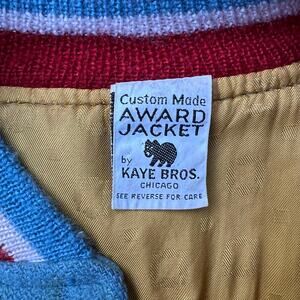 Custom Made
AWARD
JACKET
by
KAYE BROS.
CHICAGO
SEE REVERSE FOR CARE